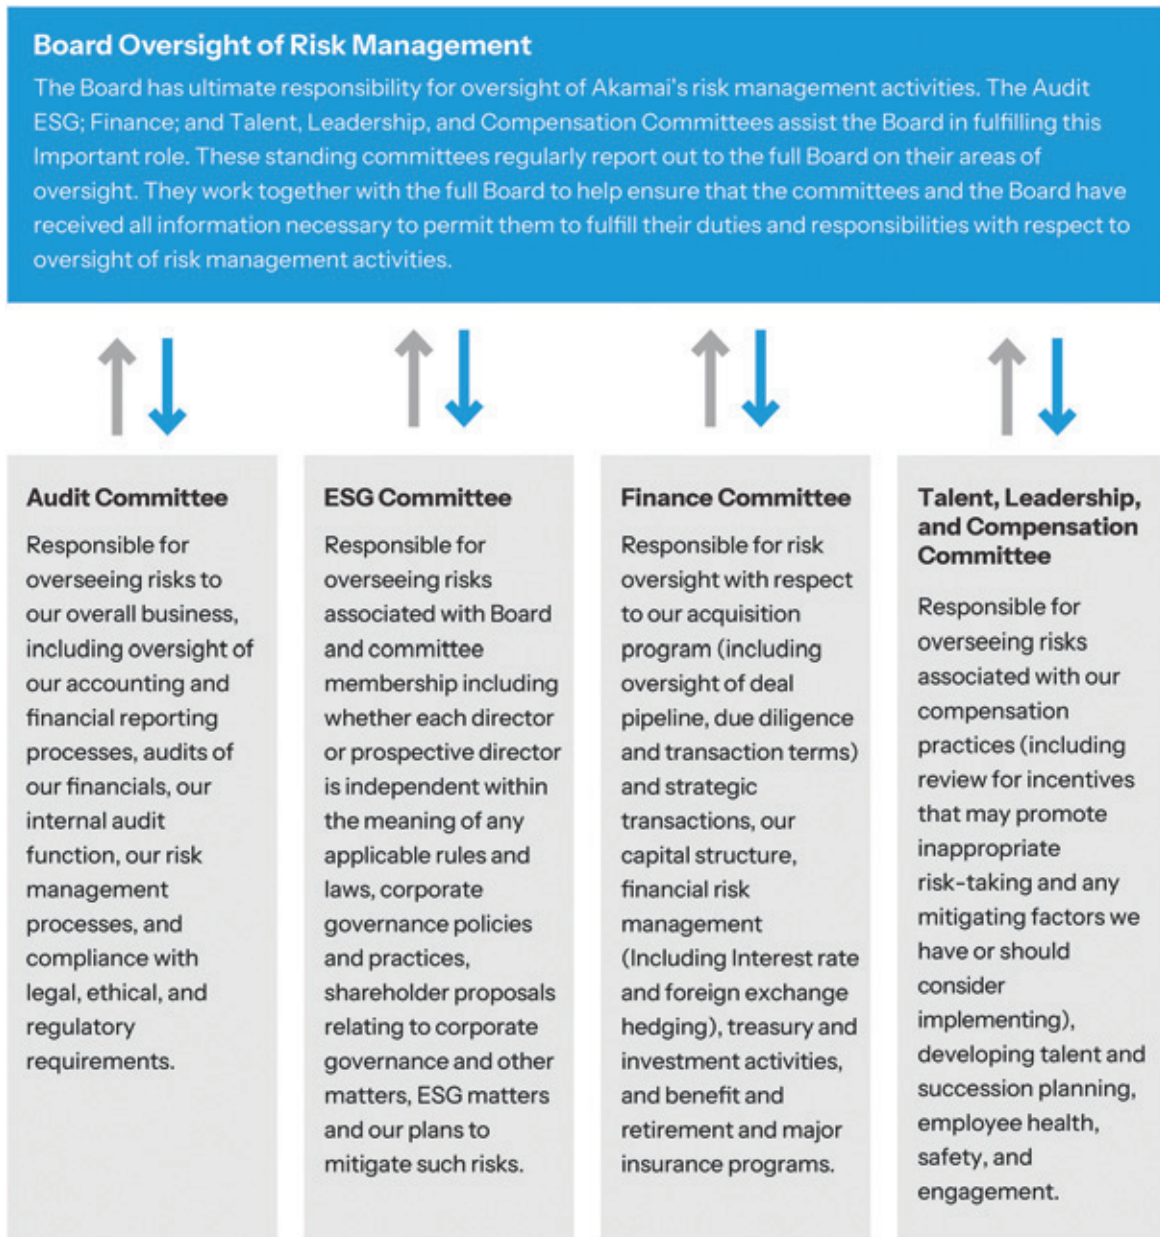 Board Oversight of Risk Management
The Board has ultimate responsibility for oversight of Akamai's risk management activities. The Audit
ESG; Finance; and Talent, Leadership, and Compensation Committees assist the Board in fulfilling this
Important role. These standing committees regularly report out to the full Board on their areas of
oversight. They work together with the full Board to help ensure that the committees and the Board have
received all information necessary to permit them to fulfill their duties and responsibilities with respect to
oversight of risk management activities.
Audit Committee
Responsible for
overseeing risks to
our overall business,
including oversight of
our accounting and
financial reporting
processes, audits of
our financials, our
internal audit
function, our risk
management
processes, and
compliance with
legal, ethical, and
regulatory
requirements.
ESG Committee
Responsible for
overseeing risks
associated with Board
and committee
membership including
whether each director
or prospective director
is independent within
the meaning of any
applicable rules and
laws, corporate
governance policies
and practices,
shareholder proposals
relating to corporate
governance and other
matters, ESG matters
and our plans to
mitigate such risks.
Finance Committee
Responsible for risk
oversight with respect
to our acquisition
program (including
oversight of deal
pipeline, due diligence
and transaction terms)
and strategic
transactions, our
capital structure,
financial risk
management
(Including Interest rate
and foreign exchange
hedging), treasury and
investment activities,
and benefit and
retirement and major
insurance programs.
Talent, Leadership,
and Compensation
Committee
Responsible for
overseeing risks
associated with our
compensation
practices (including
review for incentives
that may promote
inappropriate
risk-taking and any
mitigating factors we
have or should
consider
implementing),
developing talent and
succession planning,
employee health,
safety, and
engagement.